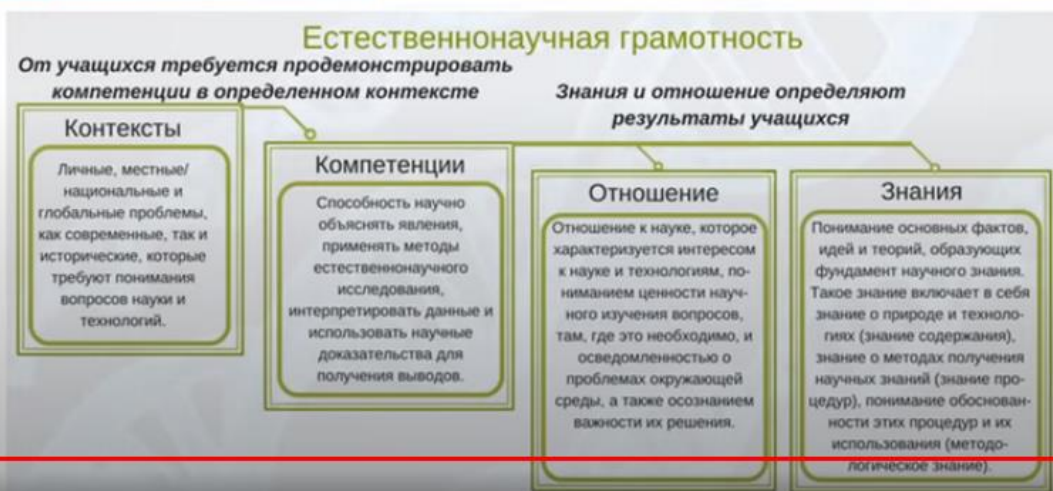 Естественнонаучная грамотность
От учащихся требуется продемонстрировать
компетенции в определенном контексте
Знания и отношение определяют
результаты учащихся
Контексты
Личные, местные/
национальные и
глобальные проблемы,
как современные, так и
исторические, которые
требуют понимания
вопросов науки и
технологий.
Компетенции
Способность научно
объяснять явления,
применять методы
естественнонаучного
исследования,
интерпретировать данные и
использовать научные
доказательства для
получения выводов.
Отношение
Отношение к науке, которое
характеризуется интересом
к науке и технологиям, по-
ниманием ценности науч-
ного изучения вопросов,
там, где это необходимо, и
осведомленностью о
проблемах окружающей
среды, а также осознанием
важности их решения.
Знания
Понимание основных фактов,
идей и теорий, образующих
фундамент научного знания.
Такое знание включает в себя
знание о природе и техноло-
гиях (знание содержания),
знание о методах получения
научных знаний (знание про-
цедур), понимание обоснован-
ности этих процедур и их
использования (методо-
логическое знание).